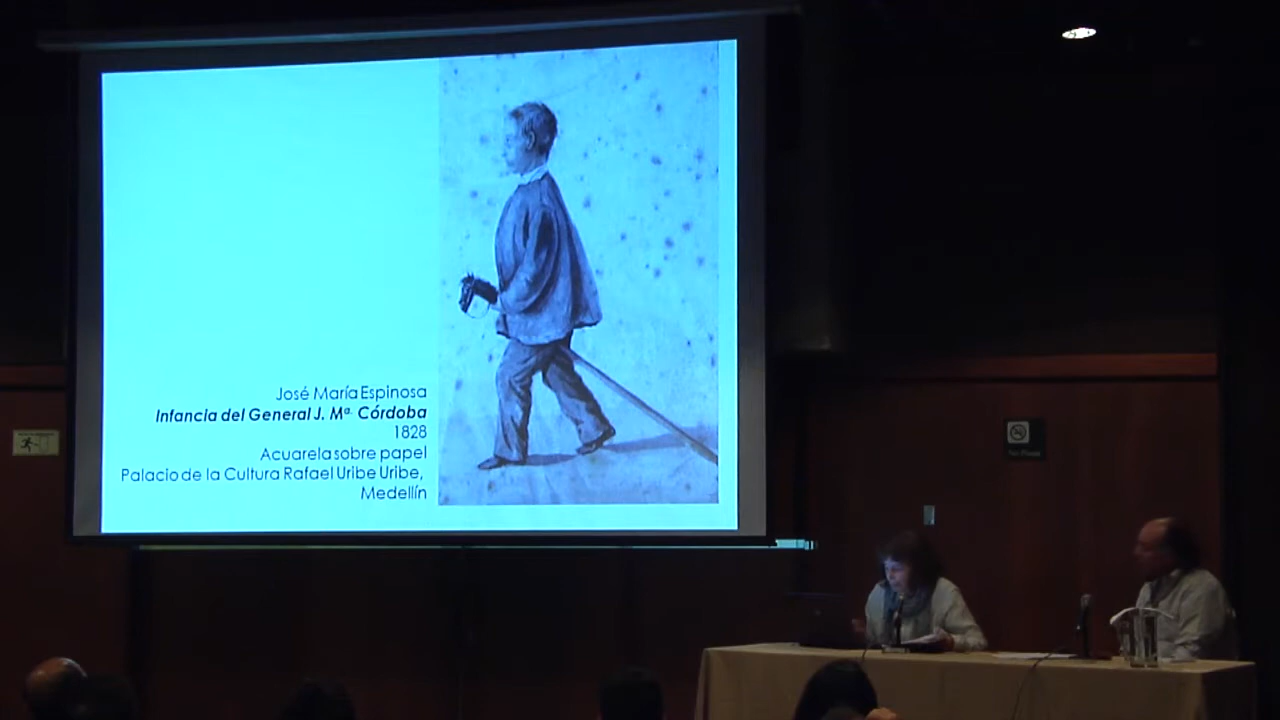 José María Espinosa
Infancia del General J. Mª. Córdoba
1828
Acuarela sobre papel
Palacio de la Cultura Rafael Uribe Uribe,
Medellín